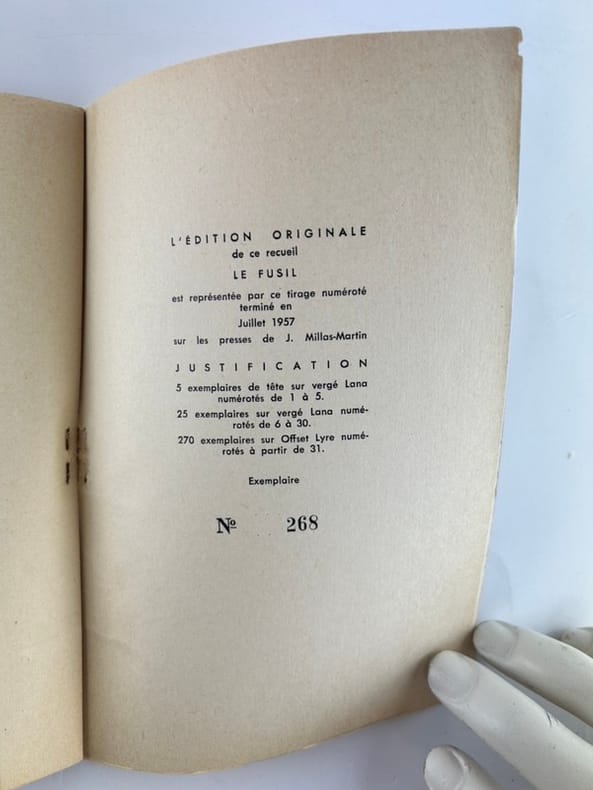 L'ÉDITION ORIGINALE
de ce recueil
LE FUSIL
est représentée par ce tirage numéroté
terminé en
Juillet 1957
sur les presses de J. Millas-Martin
JUSTIFICATION
5 exemplaires de tête sur vergé Lana
numérotés de 1 à 5.
25 exemplaires sur vergé Lana numé-
rotés de 6 à 30.
270 exemplaires sur Offset Lyre numé-
rotés à partir de 31.
Exemplaire
Nº 268